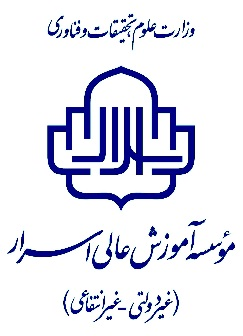 وزارت علوم، تحقیقات و فناوری
مؤسسه آموزش عالی اسرار
(غیردولتی - غیرانتفاعی)